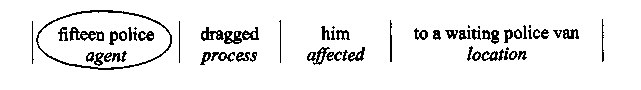 fifteen police dragged him to a waiting police van
agent process affected location